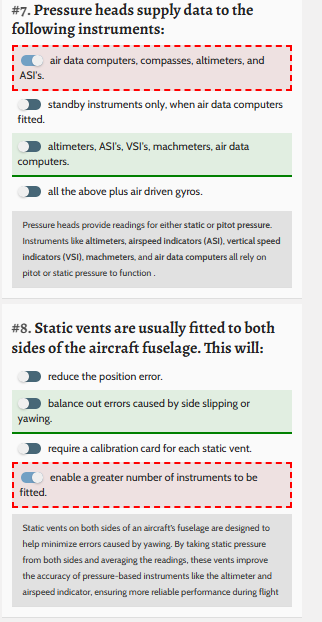 #7. Pressure heads supply data to the
following instruments:
air data computers, compasses, altimeters, and
ASI's.
standby instruments only, when air data computers
fitted.
altimeters, ASI's, VSI's, machmeters, air data
computers.
all the above plus air driven gyros.
Pressure heads provide readings for either static or pitot pressure.
Instruments like altimeters, airspeed indicators (ASI), vertical speed
indicators (VSI), machmeters, and air data computers all rely on
pitot or static pressure to function .
#8. Static vents are usually fitted to both
sides of the aircraft fuselage. This will:
reduce the position error.
balance out errors caused by side slipping or
yawing.
require a calibration card for each static vent.
enable a greater number of instruments to be
fitted.
Static vents on both sides of an aircraft's fuselage are designed to
help minimize errors caused by yawing. By taking static pressure
from both sides and averaging the readings, these vents improve
the accuracy of pressure-based instruments like the altimeter and
airspeed indicator, ensuring more reliable performance during flight